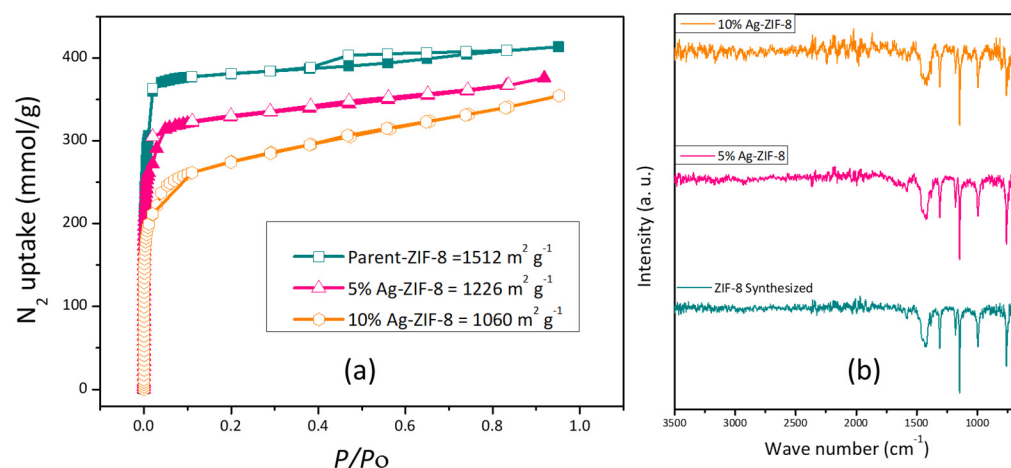 N₂ uptake (mmol/g)
400
300
200
100
0
Parent-ZIF-8 =1512 m² g⁻¹
5% Ag-ZIF-8 = 1226 m² g⁻¹
10% Ag-ZIF-8 = 1060 m² g⁻¹
(a)
0.0 0.2 0.4 0.6 0.8 1.0
P/Po
10% Ag-ZIF-8
5% Ag-ZIF-8
ZIF-8 Synthesized
Intensity (a. u.)
(b)
3500 3000 2500 2000 1500 1000
Wave number (cm⁻¹)